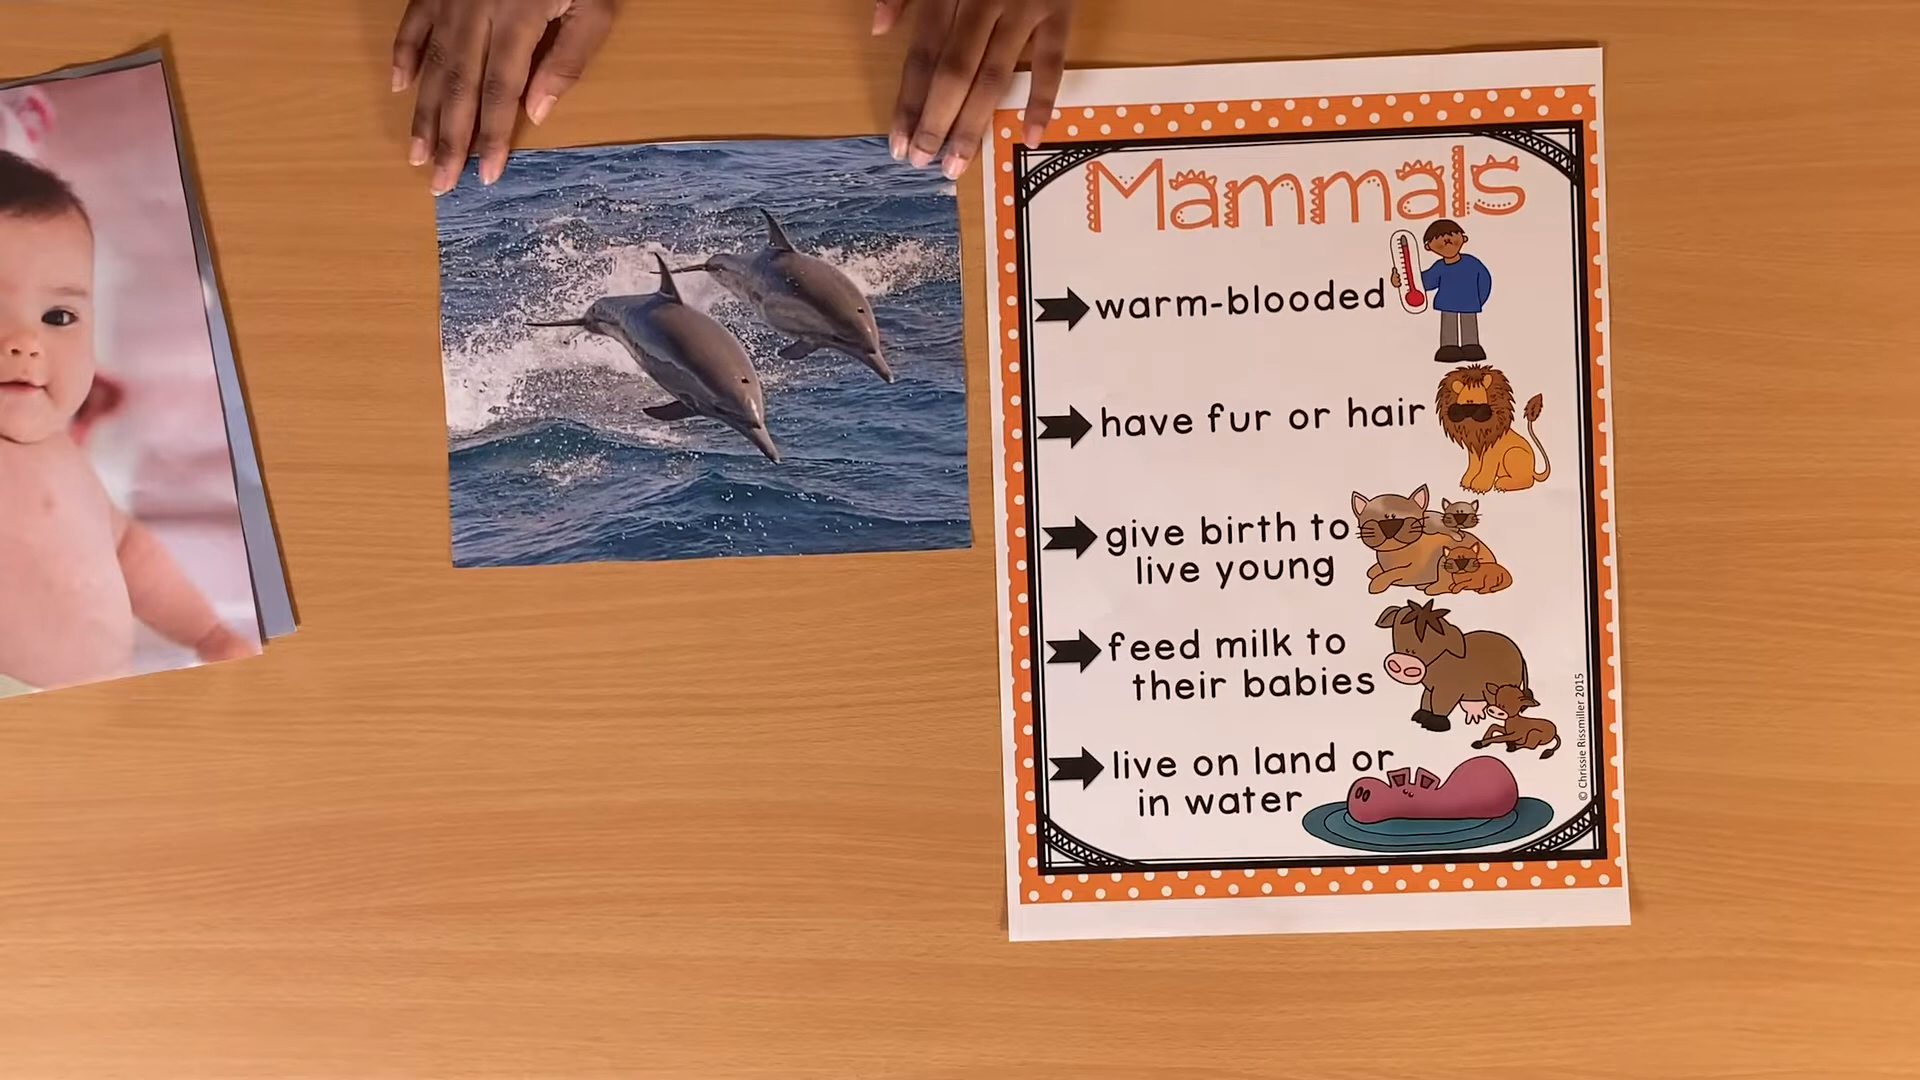 Mammals
warm-blooded
have fur or hair
give birth to
live young
feed milk to
their babies
live on land or
in water
© Chrissie Rissmiller 2015